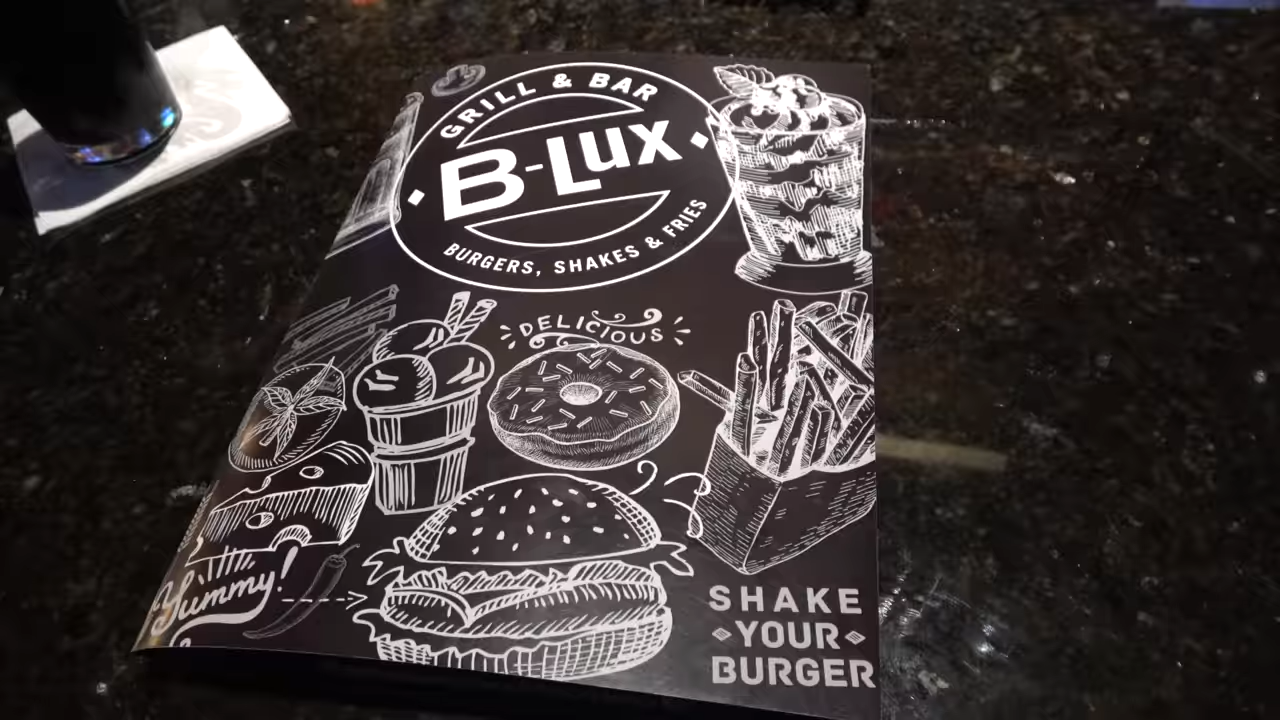 GRILL & BAR
B-LUX
BURGERS, SHAKES & FRIES
DELICIOUS
Yummy!
SHAKE
YOUR
BURGER